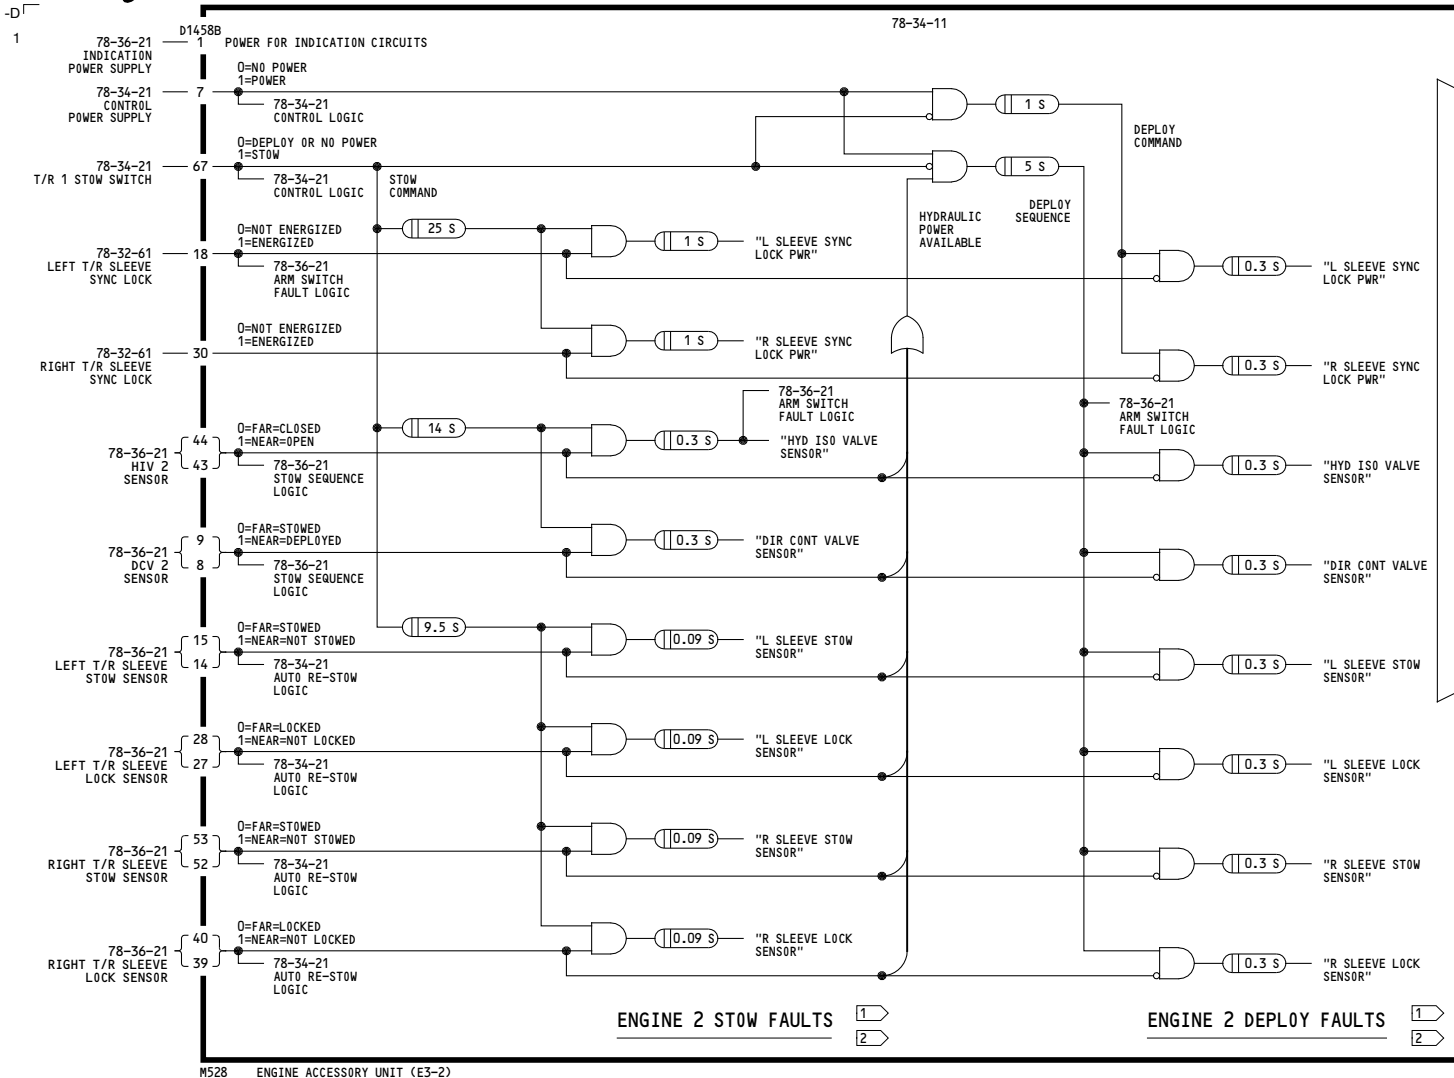 -D
1
78-34-11
D1458B
78-36-21
INDICATION
POWER SUPPLY
1
POWER FOR INDICATION CIRCUITS
0=NO POWER
1=POWER
78-34-21
CONTROL
POWER SUPPLY
7
78-34-21
CONTROL LOGIC
1 S
DEPLOY
COMMAND
0=DEPLOY OR NO POWER
1=STOW
78-34-21
T/R 1 STOW SWITCH
67
78-34-21
CONTROL LOGIC
STOW
COMMAND
5 S
DEPLOY
SEQUENCE
HYDRAULIC
POWER
AVAILABLE
0=NOT ENERGIZED
1=ENERGIZED
78-32-61
LEFT T/R SLEEVE
SYNC LOCK
18
78-36-21
ARM SWITCH
FAULT LOGIC
25 S
1 S
"L SLEEVE SYNC
LOCK PWR"
0.3 S
"L SLEEVE SYNC
LOCK PWR"
0=NOT ENERGIZED
1=ENERGIZED
78-32-61
RIGHT T/R SLEEVE
SYNC LOCK
30
1 S
"R SLEEVE SYNC
LOCK PWR"
0.3 S
"R SLEEVE SYNC
LOCK PWR"
78-36-21
ARM SWITCH
FAULT LOGIC
78-36-21
ARM SWITCH
FAULT LOGIC
0=FAR=CLOSED
1=NEAR=OPEN
78-36-21
HIV 2
SENSOR
44
43
78-36-21
STOW SEQUENCE
LOGIC
14 S
0.3 S
"HYD ISO VALVE
SENSOR"
0.3 S
"HYD ISO VALVE
SENSOR"
0=FAR=STOWED
1=NEAR=DEPLOYED
78-36-21
DCV 2
SENSOR
9
8
78-36-21
STOW SEQUENCE
LOGIC
0.3 S
"DIR CONT VALVE
SENSOR"
0.3 S
"DIR CONT VALVE
SENSOR"
0=FAR=STOWED
1=NEAR=NOT STOWED
78-36-21
LEFT T/R SLEEVE
STOW SENSOR
15
14
78-34-21
AUTO RE-STOW
LOGIC
9.5 S
0.09 S
"L SLEEVE STOW
SENSOR"
0.3 S
"L SLEEVE STOW
SENSOR"
0=FAR=LOCKED
1=NEAR=NOT LOCKED
78-36-21
LEFT T/R SLEEVE
LOCK SENSOR
28
27
78-34-21
AUTO RE-STOW
LOGIC
0.09 S
"L SLEEVE LOCK
SENSOR"
0.3 S
"L SLEEVE LOCK
SENSOR"
0=FAR=STOWED
1=NEAR=NOT STOWED
78-36-21
RIGHT T/R SLEEVE
STOW SENSOR
53
52
78-34-21
AUTO RE-STOW
LOGIC
0.09 S
"R SLEEVE STOW
SENSOR"
0.3 S
"R SLEEVE STOW
SENSOR"
0=FAR=LOCKED
1=NEAR=NOT LOCKED
78-36-21
RIGHT T/R SLEEVE
LOCK SENSOR
40
39
78-34-21
AUTO RE-STOW
LOGIC
0.09 S
"R SLEEVE LOCK
SENSOR"
0.3 S
"R SLEEVE LOCK
SENSOR"
ENGINE 2 STOW FAULTS
1
2
ENGINE 2 DEPLOY FAULTS
1
2
M528 ENGINE ACCESSORY UNIT (E3-2)